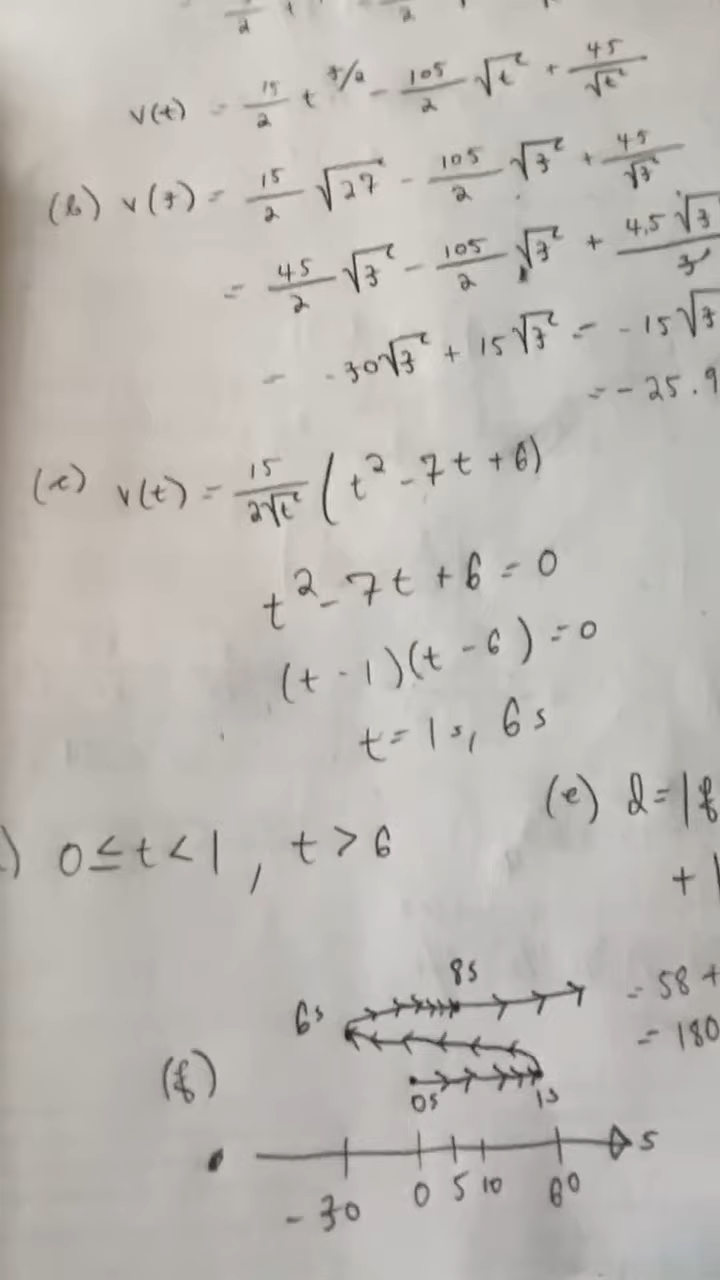 v(t) = 15/2 t^3/2 - 105/2 √t + 45/√t
(b) v(3) = 15/2 √27 - 105/2 √3 + 45/√3
= 45/2 √3 - 105/2 √3 + 45√3/3
= -30√3 + 15√3 = -15√3
= -25.9
(c) v(t) = 15/2√t (t² - 7t + 6)
t² - 7t + 6 = 0
(t - 1)(t - 6) = 0
t = 1s, 6s
) 0 ≤ t < 1, t > 6
(e) d = |
+ |
= 58 +
= 180
(f)
8s
6s
0s 1s
-30 0 5 10 60 s